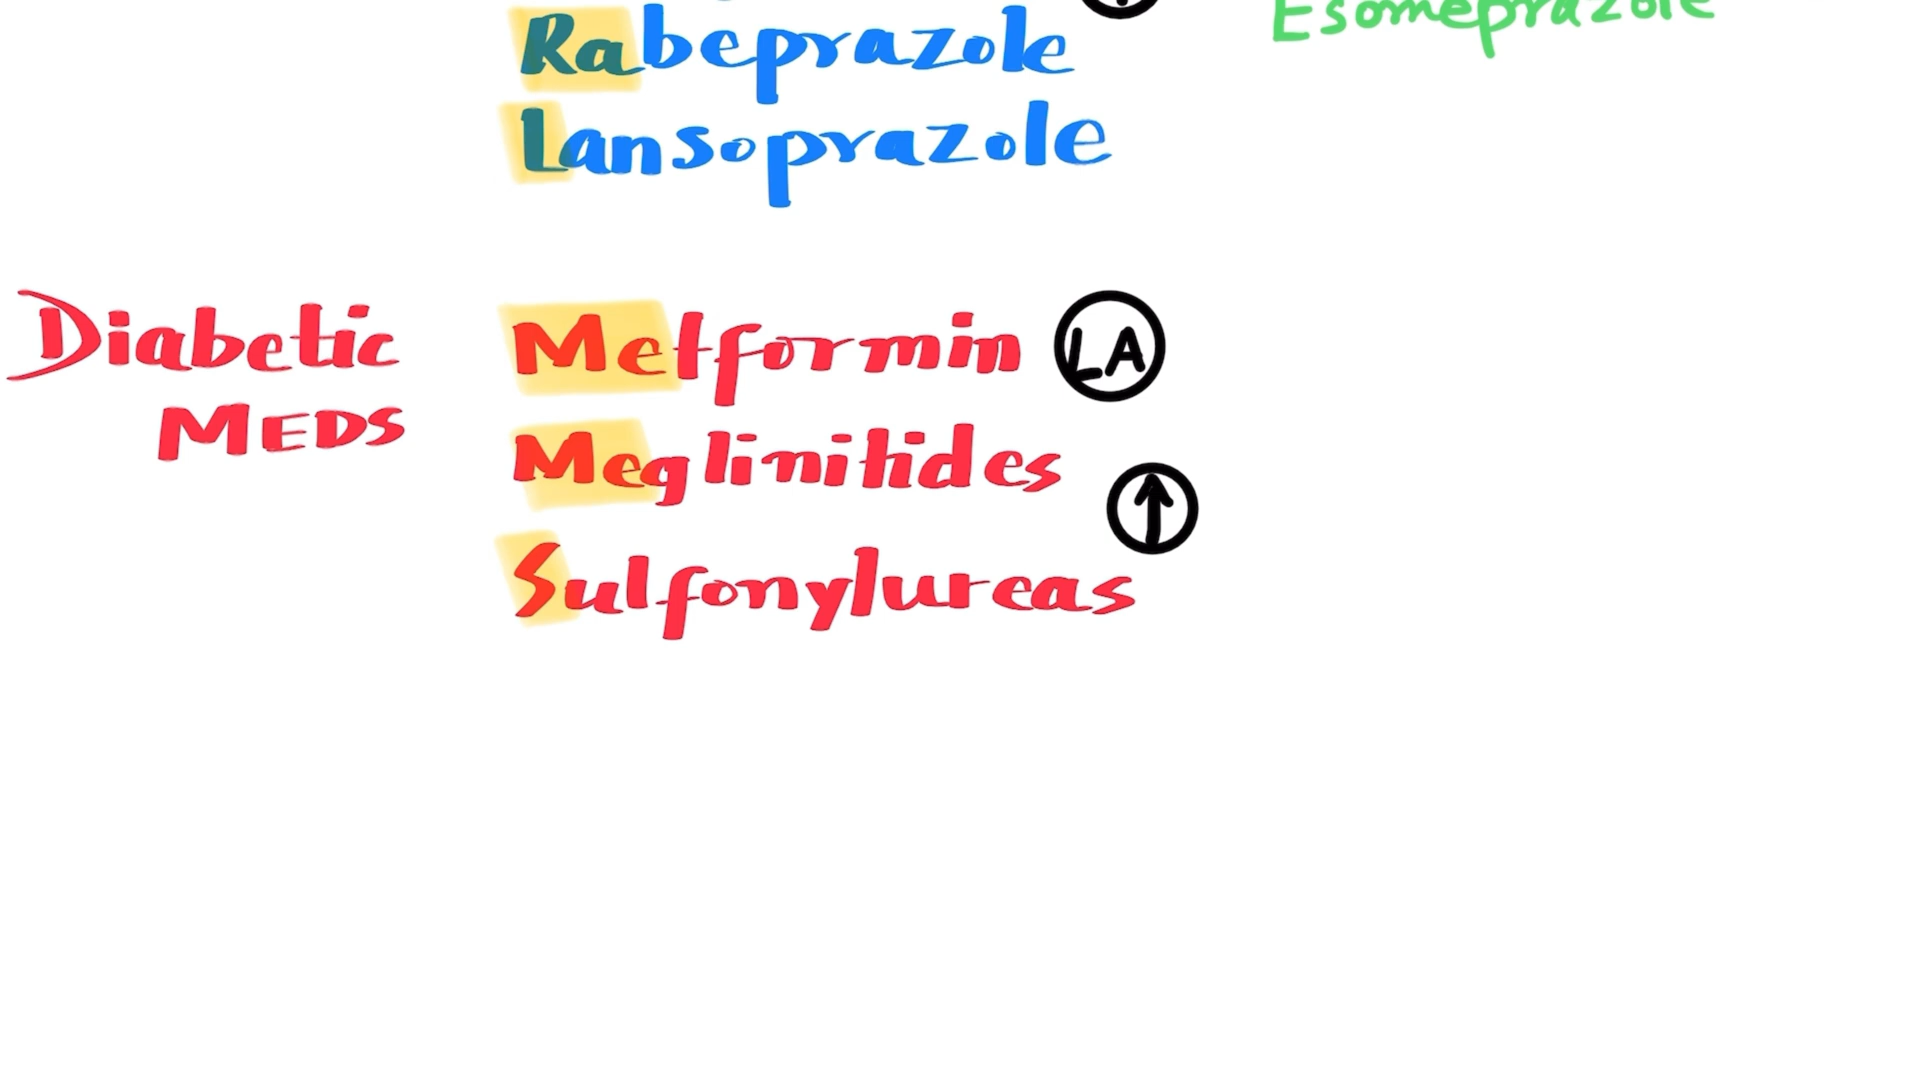 Esomeprazole
Rabeprazole
Lansoprazole
Diabetic
MEDS
Metformin LA
Meglinitides
↑
Sulfonylureas